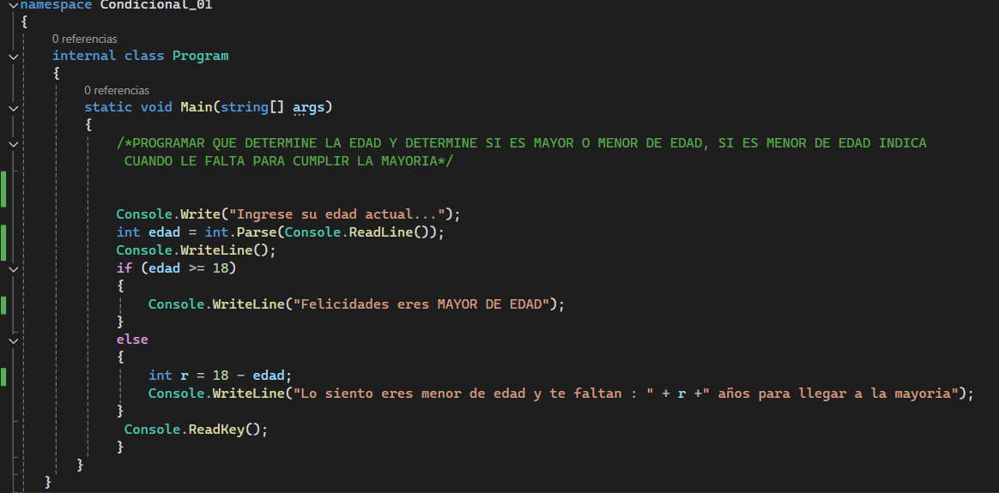 namespace Condicional_01
{
0 referencias
internal class Program
{
0 referencias
static void Main(string[] args)
{
/*PROGRAMAR QUE DETERMINE LA EDAD Y DETERMINE SI ES MAYOR O MENOR DE EDAD, SI ES MENOR DE EDAD INDICA
CUANDO LE FALTA PARA CUMPLIR LA MAYORIA*/
Console.Write("Ingrese su edad actual...");
int edad = int.Parse(Console.ReadLine());
Console.WriteLine();
if (edad >= 18)
{
Console.WriteLine("Felicidades eres MAYOR DE EDAD");
}
else
{
int r = 18 - edad;
Console.WriteLine("Lo siento eres menor de edad y te faltan : " + r +" años para llegar a la mayoria");
}
Console.ReadKey();
}
}
}